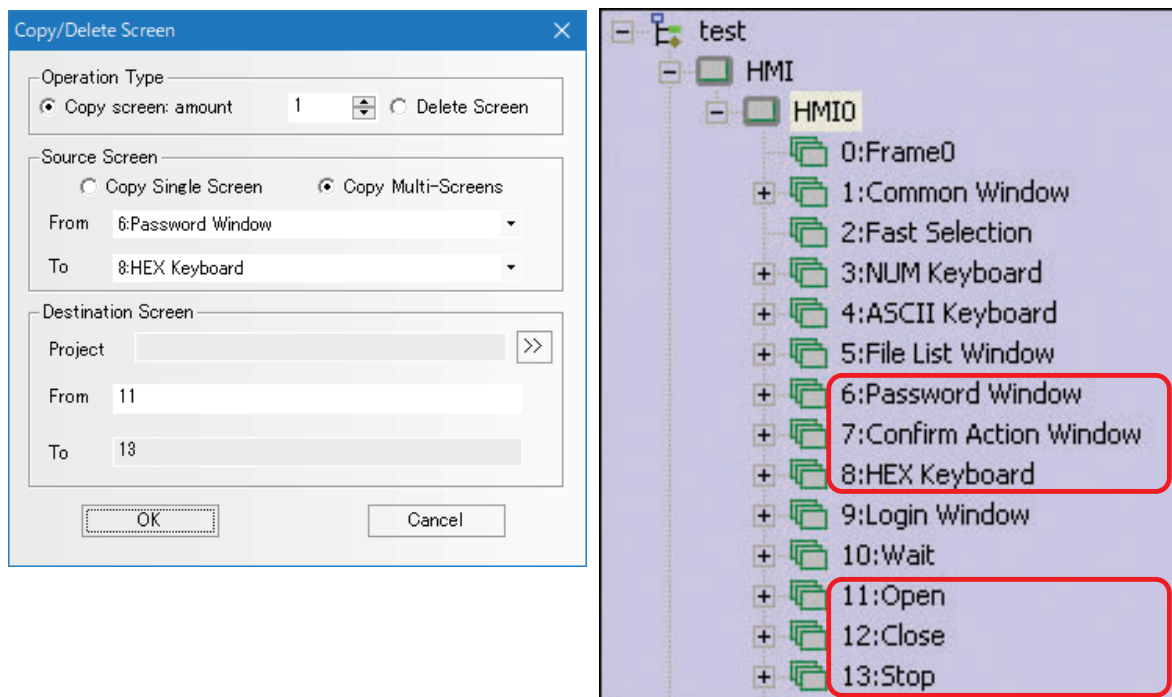 Copy/Delete Screen
Operation Type
Copy screen: amount 1 Delete Screen
Source Screen
Copy Single Screen Copy Multi-Screens
From 6:Password Window
To 8:HEX Keyboard
Destination Screen
Project >>
From 11
To 13
OK Cancel
test
HMI
HMI0
0:Frame0
1:Common Window
2:Fast Selection
3:NUM Keyboard
4:ASCII Keyboard
5:File List Window
6:Password Window
7:Confirm Action Window
8:HEX Keyboard
9:Login Window
10:Wait
11:Open
12:Close
13:Stop